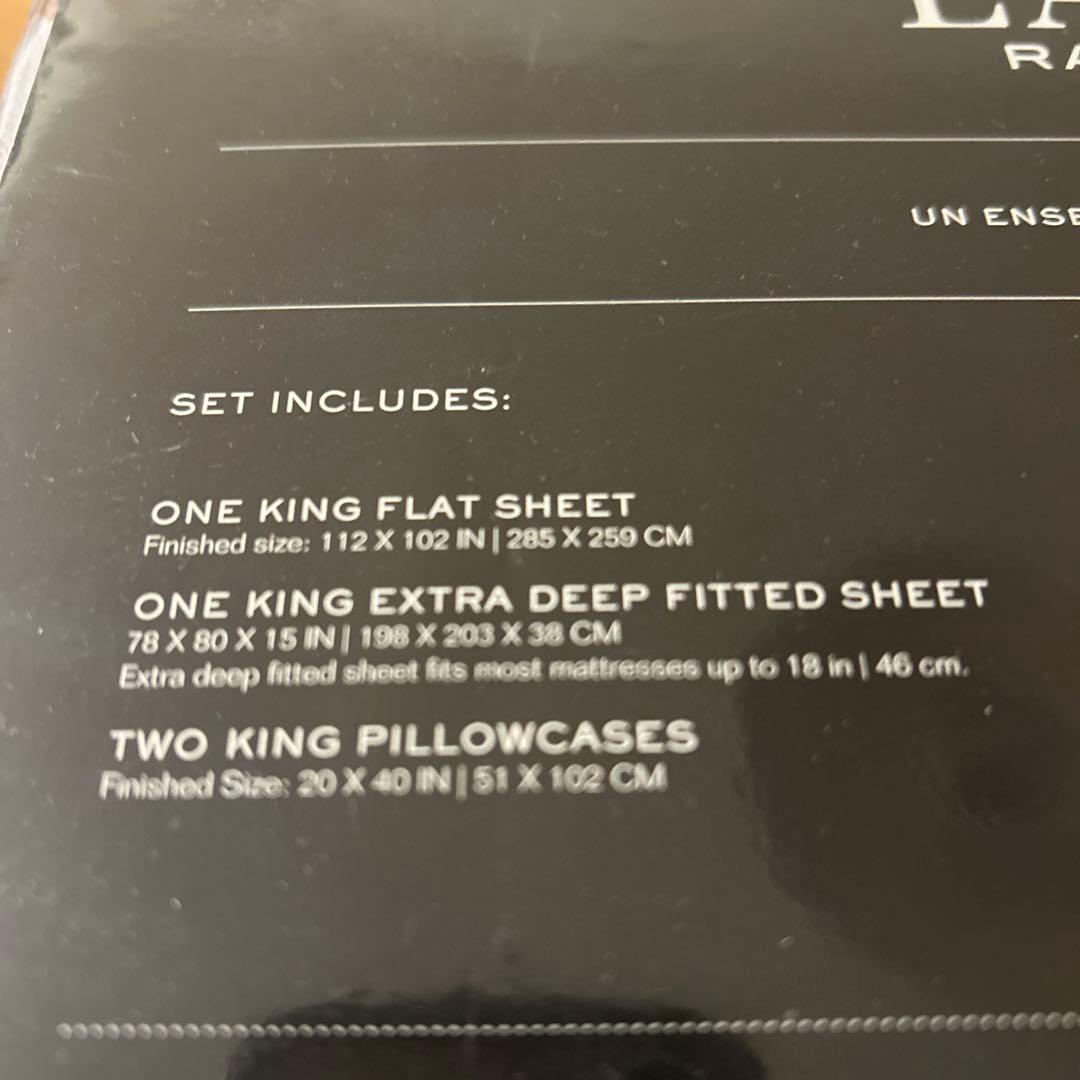 LA
RA
UN ENSE
SET INCLUDES:
ONE KING FLAT SHEET
Finished size: 112 X 102 IN | 285 X 259 CM
ONE KING EXTRA DEEP FITTED SHEET
78 X 80 X 15 IN | 198 X 203 X 38 CM
Extra deep fitted sheet fits most mattresses up to 18 in | 46 cm.
TWO KING PILLOWCASES
Finished Size: 20 X 40 IN | 51 X 102 CM